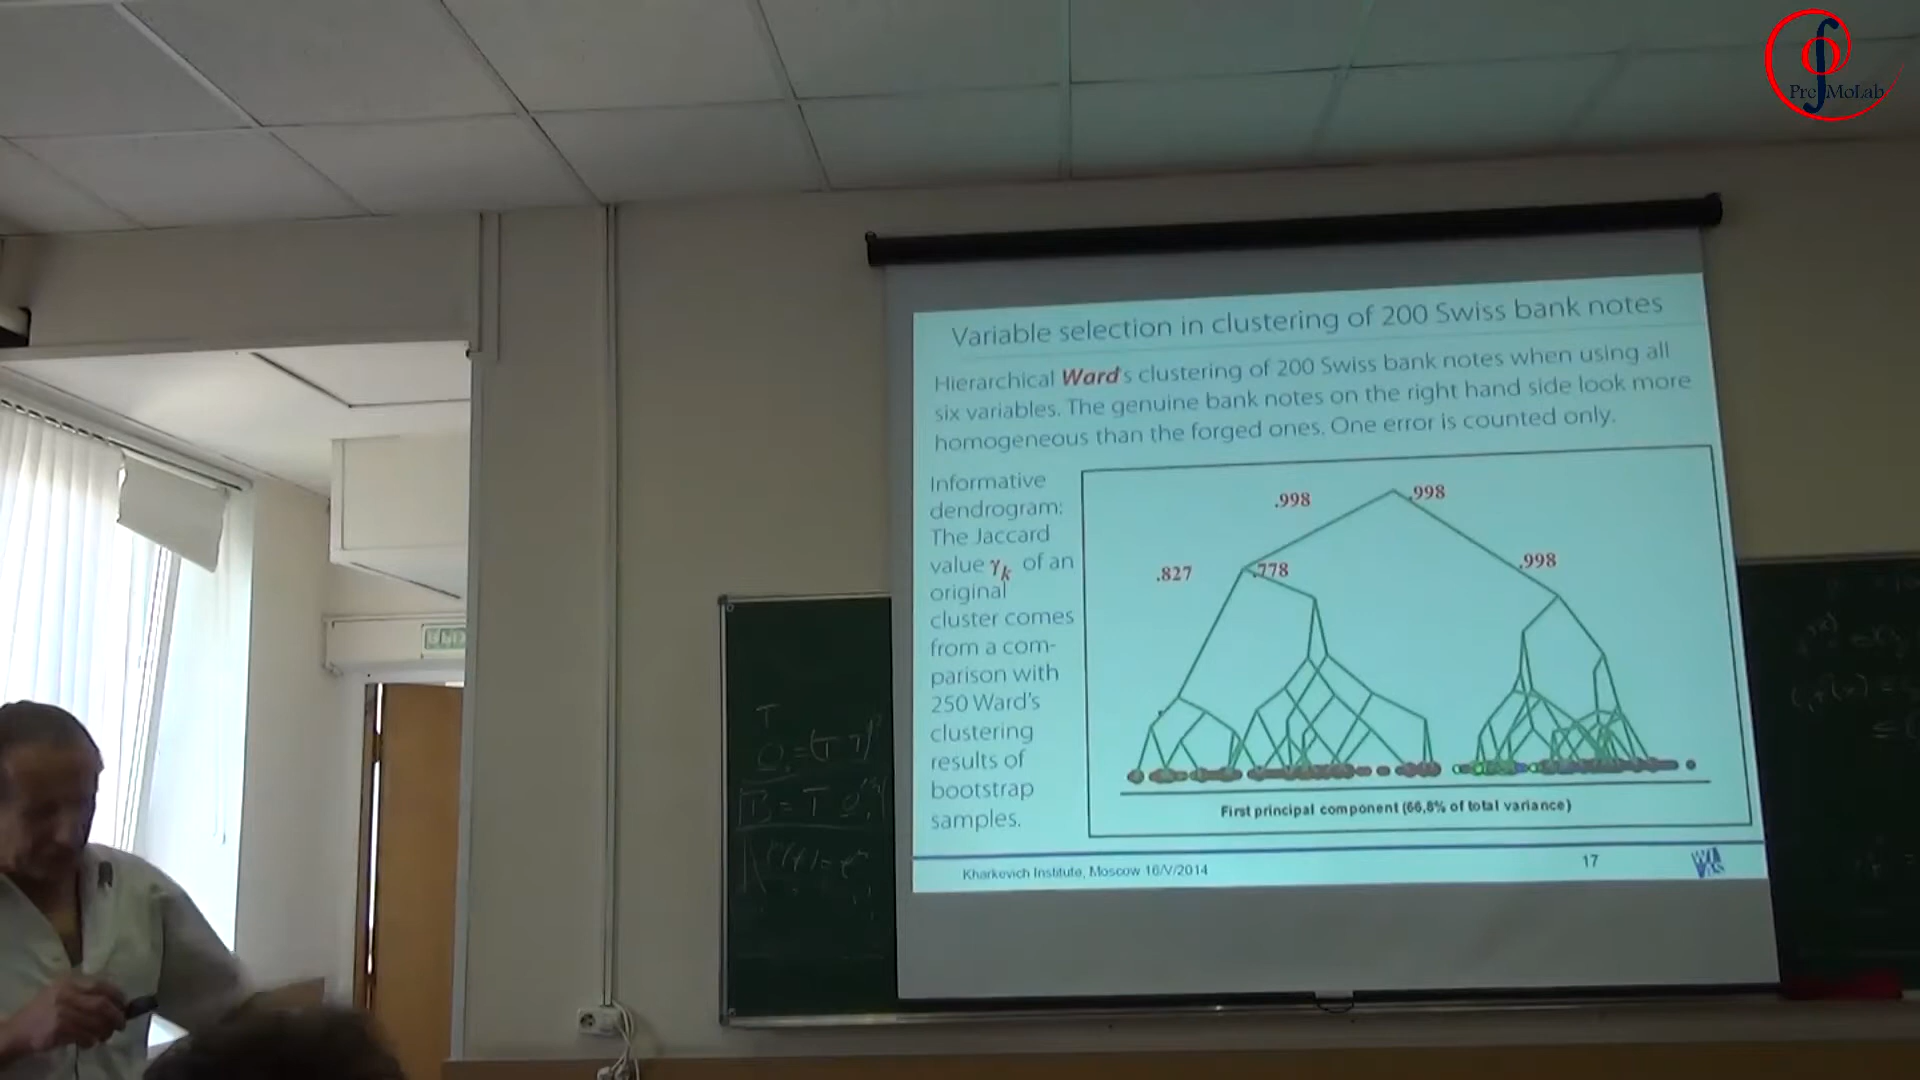 PreMoLab
Variable selection in clustering of 200 Swiss bank notes
Hierarchical Ward's clustering of 200 Swiss bank notes when using all
six variables. The genuine bank notes on the right hand side look more
homogeneous than the forged ones. One error is counted only.
Informative
dendrogram:
The Jaccard
value γk of an
original
cluster comes
from a com-
parison with
250 Ward's
clustering
results of
bootstrap
samples.
.998 .998
.827 .778 .998
First principal component (66,8% of total variance)
Kharkevich Institute, Moscow 16/V/2014
17